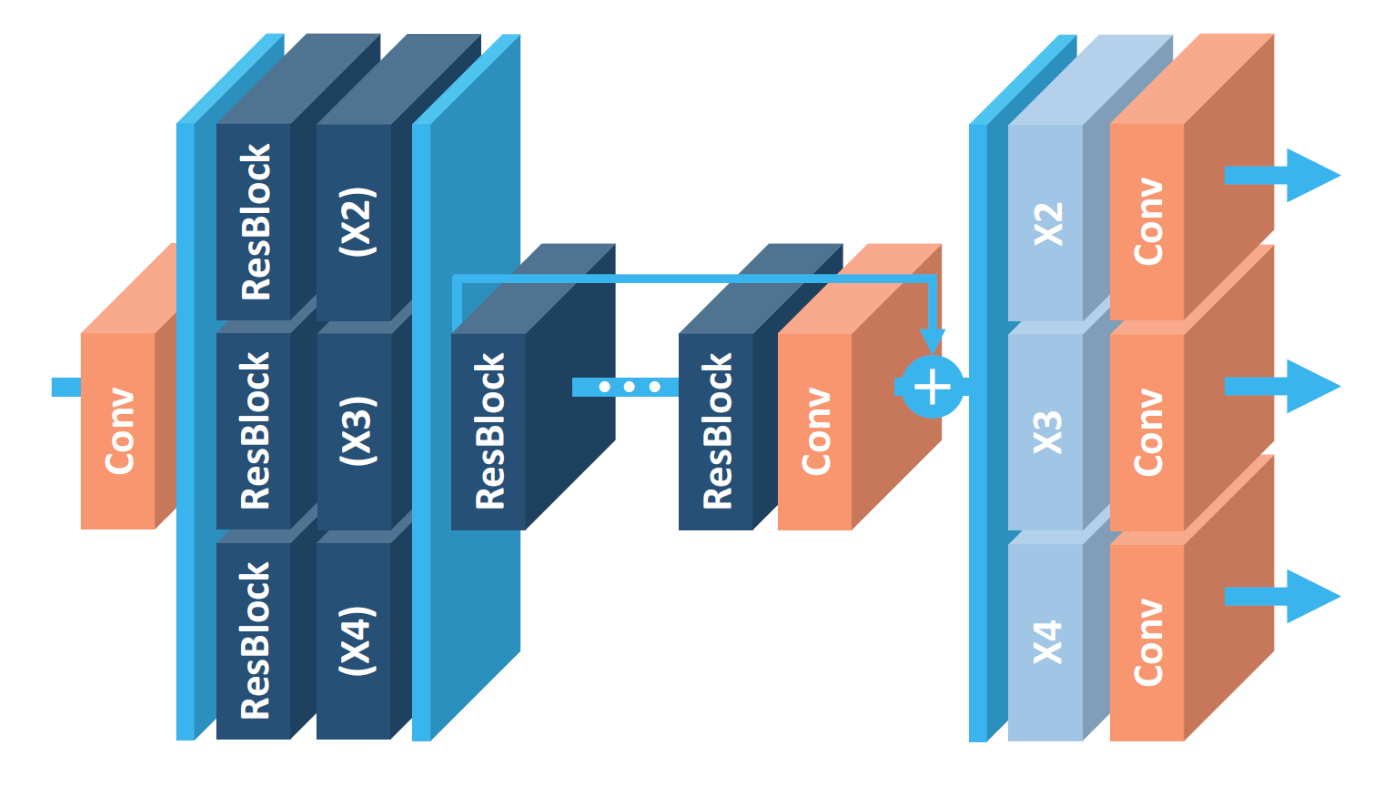 Conv
ResBlock
(X2)
ResBlock
(X3)
ResBlock
(X4)
ResBlock
ResBlock
Conv
X2
Conv
X3
Conv
X4
Conv